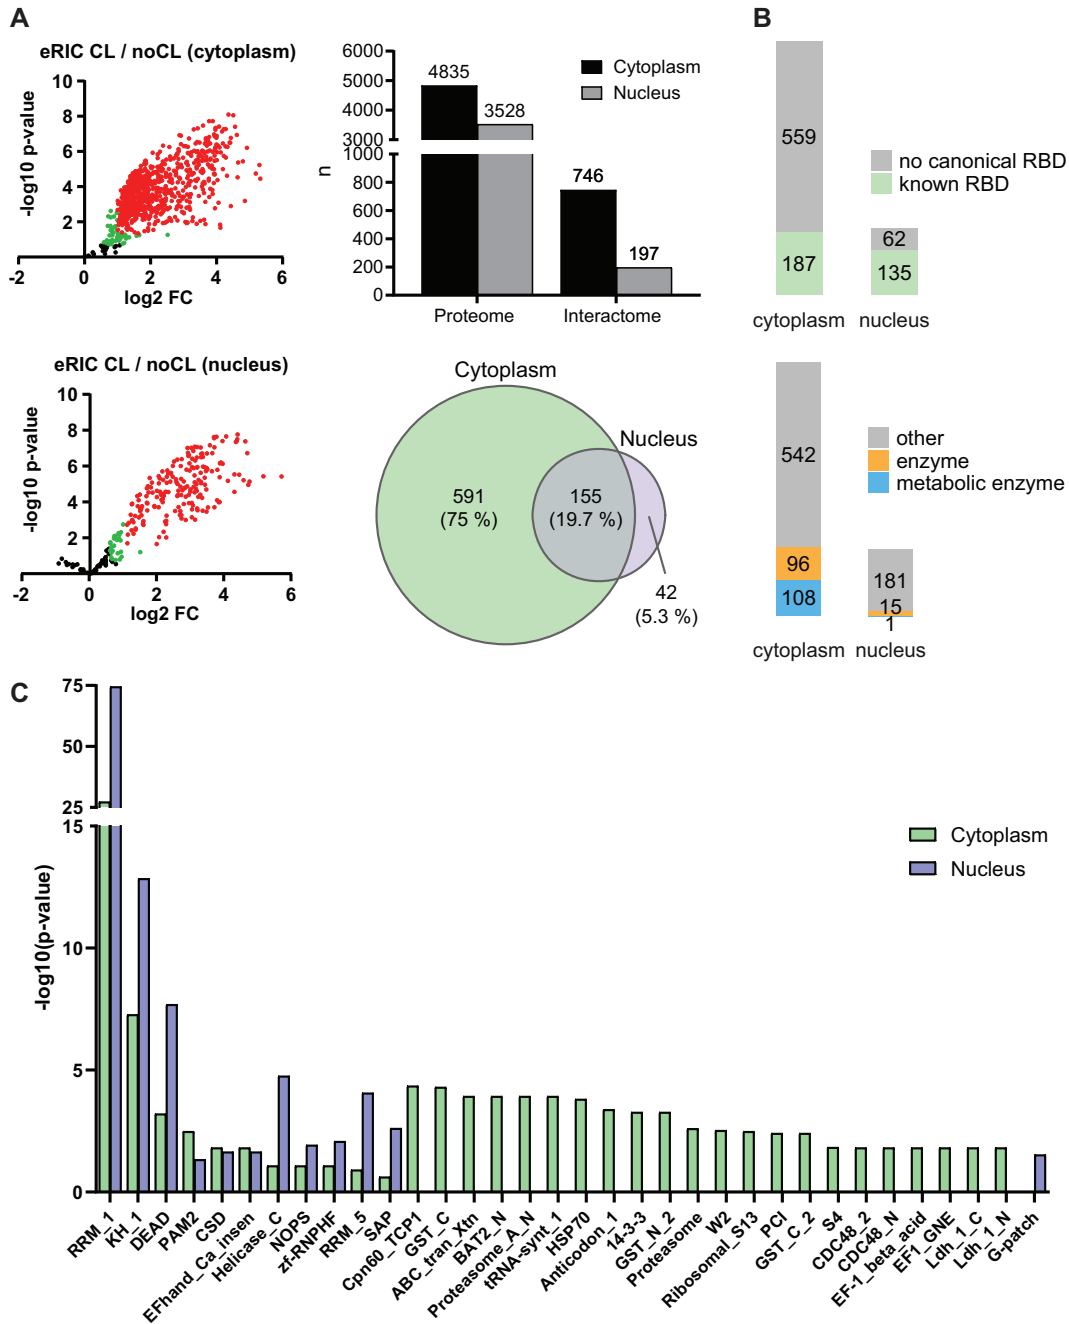 A
eRIC CL / noCL (cytoplasm)
-log10 p-value
10
8
6
4
2
-2
0
2
4
6
log2 FC
6000
5000
4000
3000
1000
800
600
400
200
0
n
4835
3528
746
197
Cytoplasm
Nucleus
Proteome
Interactome
B
559
187
62
135
no canonical RBD
known RBD
cytoplasm
nucleus
eRIC CL / noCL (nucleus)
-log10 p-value
10
8
6
4
2
-2
0
2
4
6
log2 FC
Cytoplasm
Nucleus
591
(75 %)
155
(19.7 %)
42
(5.3 %)
542
96
108
181
15
1
other
enzyme
metabolic enzyme
cytoplasm
nucleus
C
-log10(p-value)
75
50
25
15
10
5
0
Cytoplasm
Nucleus
RRM_1
KH_1
DEAD
PAM2
CSD
EFhand_Ca_insen
Helicase_C
NOPS
zf-RNPHF
RRM_5
SAP
Cpn60_TCP1
GST_C
ABC_tran_Xtn
BAT2_N
Proteasome_A_N
tRNA-synt_1
HSP70
Anticodon_1
14-3-3
GST_N_2
Proteasome
W2
Ribosomal_S13
PCI
GST_C_2
S4
CDC48_2
CDC48_N
EF-1_beta_acid
EF1_GNE
Ldh_1_C
Ldh_1_N
G-patch